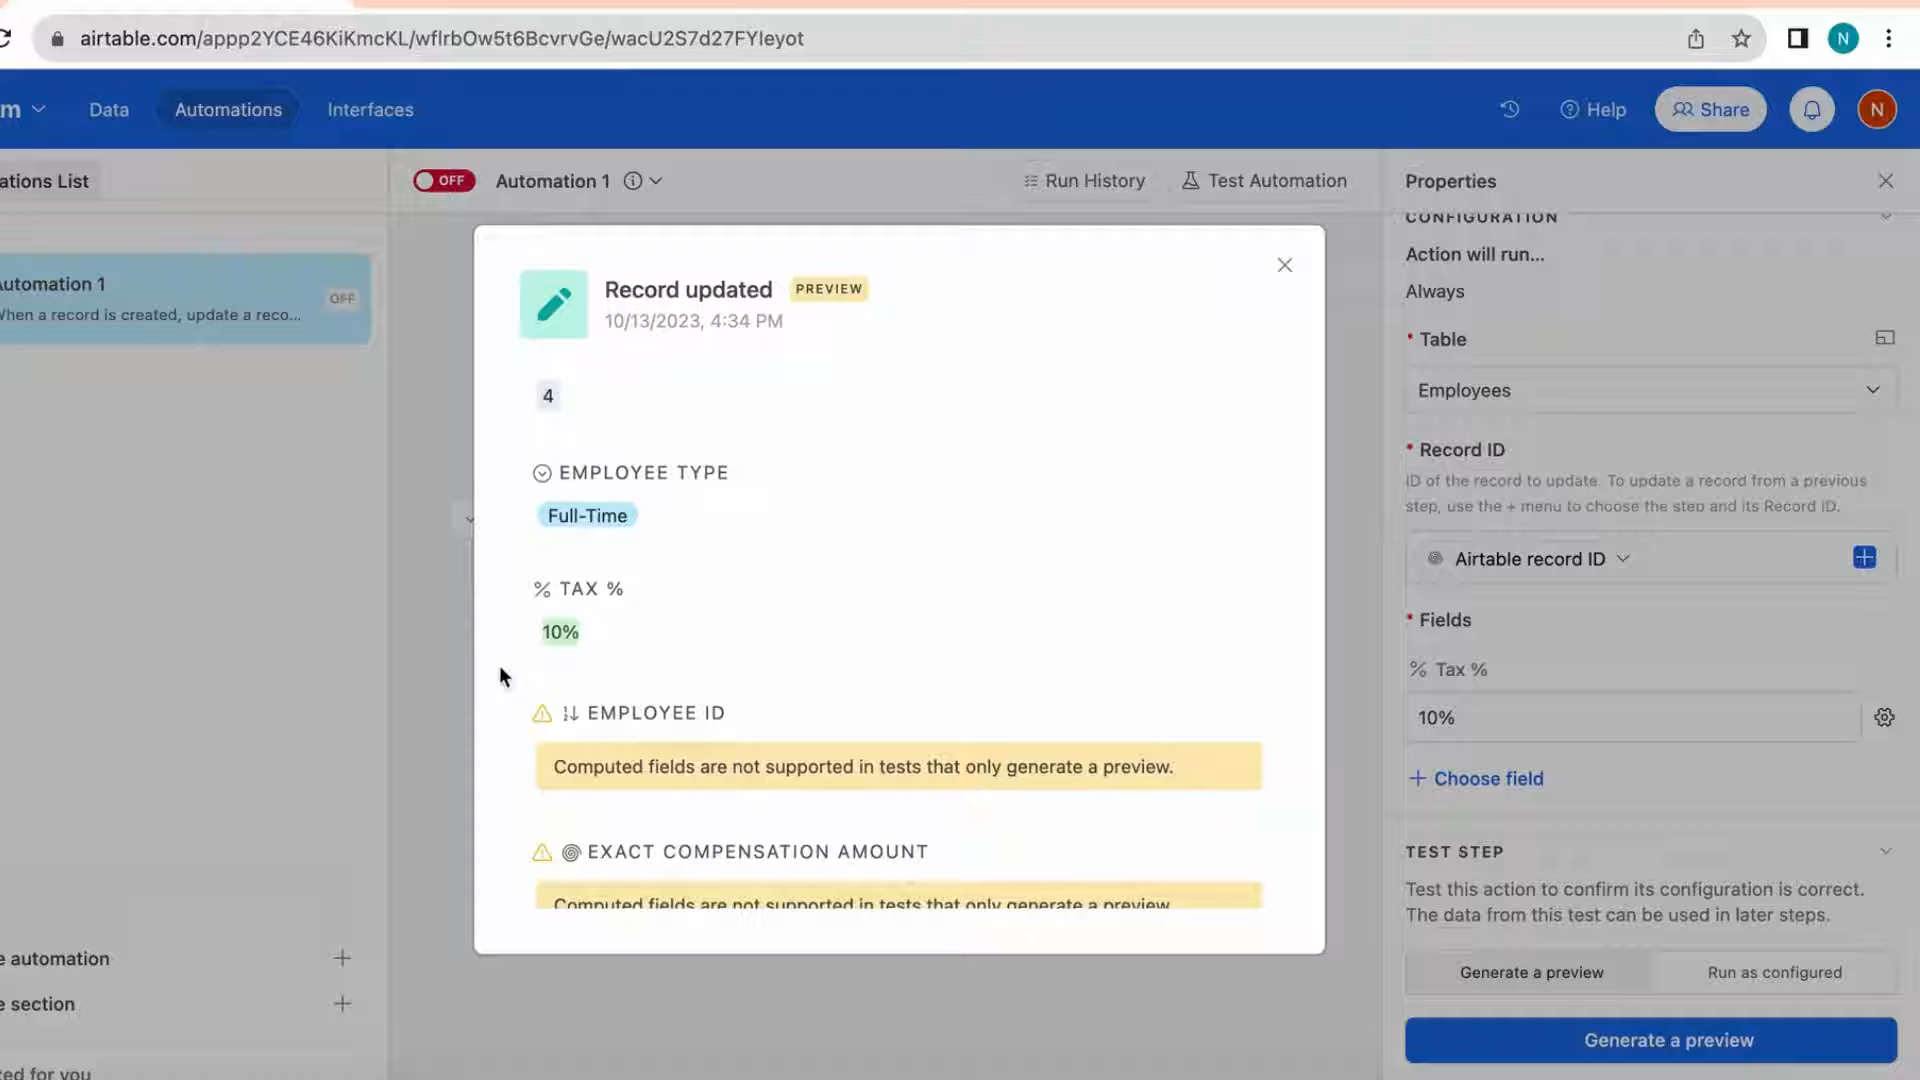 airtable.com/appp2YCE46KiKmcKL/wflrbOw5t6BcvrvGe/wacU2S7d27FYIeyot
N
m
Data
Automations
Interfaces
Help
Share
N
ations List
OFF
Automation 1
Run History
Test Automation
Properties
CONFIGURATION
Action will run...
Always
* Table
Employees
* Record ID
ID of the record to update. To update a record from a previous
step, use the + menu to choose the step and its Record ID.
Airtable record ID
* Fields
% Tax %
10%
+ Choose field
TEST STEP
Test this action to confirm its configuration is correct.
The data from this test can be used in later steps.
Generate a preview
Run as configured
Generate a preview
Automation 1
When a record is created, update a reco...
OFF
e automation
e section
ted for you
Record updated
PREVIEW
10/13/2023, 4:34 PM
4
EMPLOYEE TYPE
Full-Time
% TAX %
10%
EMPLOYEE ID
Computed fields are not supported in tests that only generate a preview.
EXACT COMPENSATION AMOUNT
Computed fields are not supported in tests that only generate a preview.